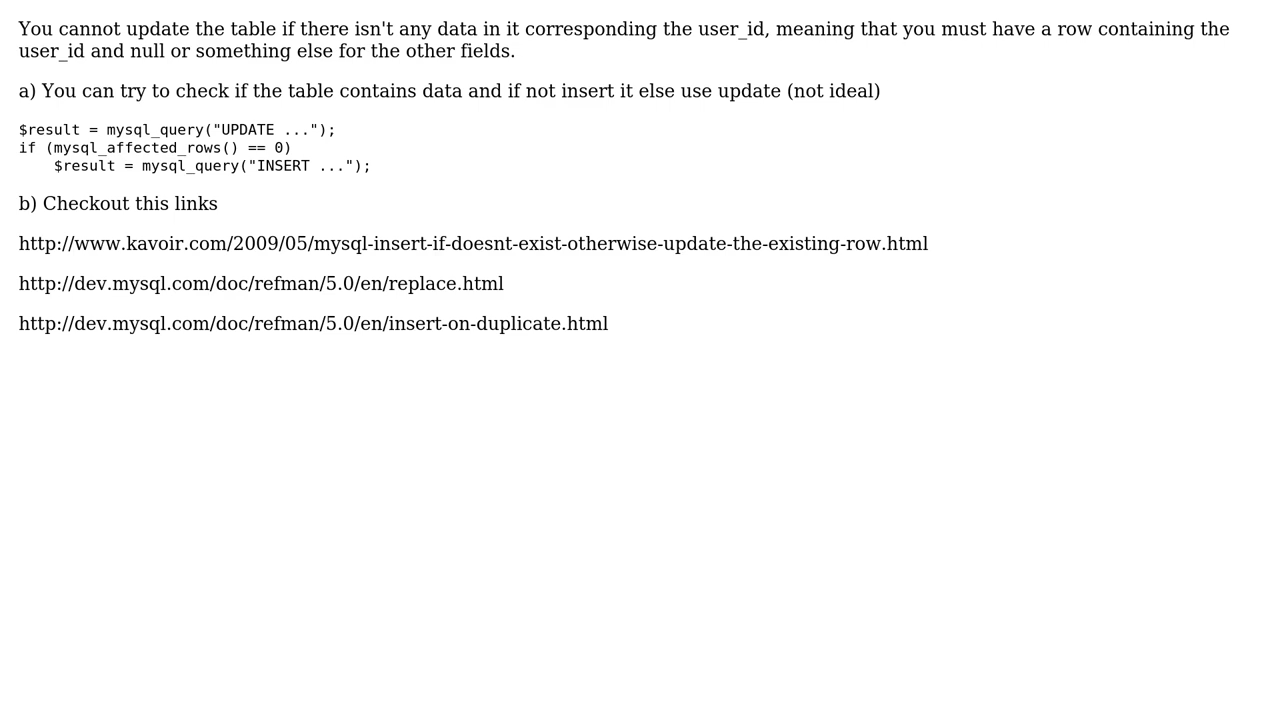 You cannot update the table if there isn't any data in it corresponding the user_id, meaning that you must have a row containing the
user_id and null or something else for the other fields.
a) You can try to check if the table contains data and if not insert it else use update (not ideal)
$result = mysql_query("UPDATE ...");
if (mysql_affected_rows() == 0)
    $result = mysql_query("INSERT ...");
b) Checkout this links
http://www.kavoir.com/2009/05/mysql-insert-if-doesnt-exist-otherwise-update-the-existing-row.html
http://dev.mysql.com/doc/refman/5.0/en/replace.html
http://dev.mysql.com/doc/refman/5.0/en/insert-on-duplicate.html